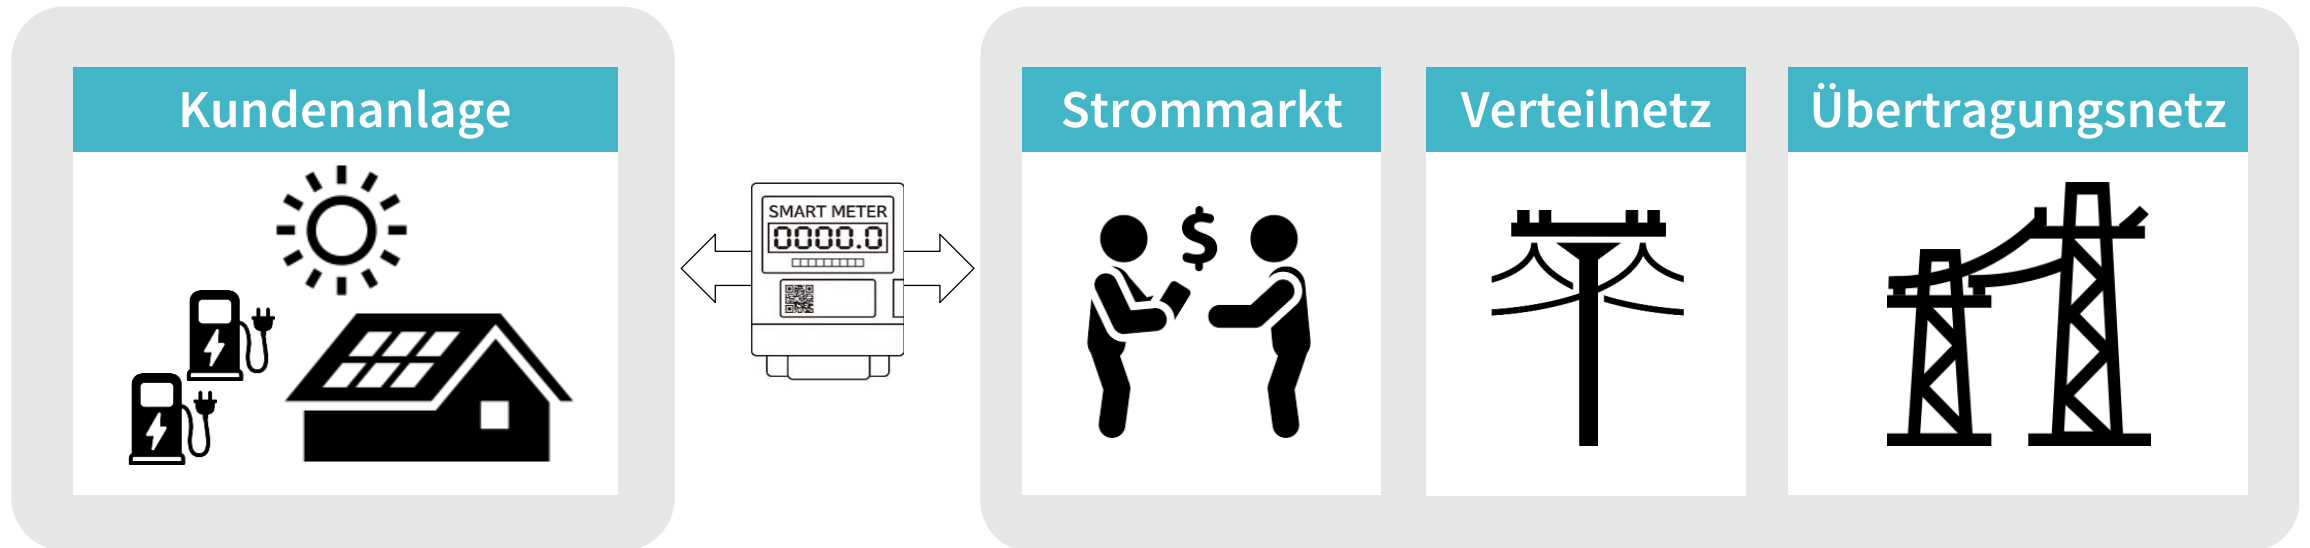 Kundenanlage
SMART METER
0000.0
Strommarkt
$
Verteilnetz
Übertragungsnetz